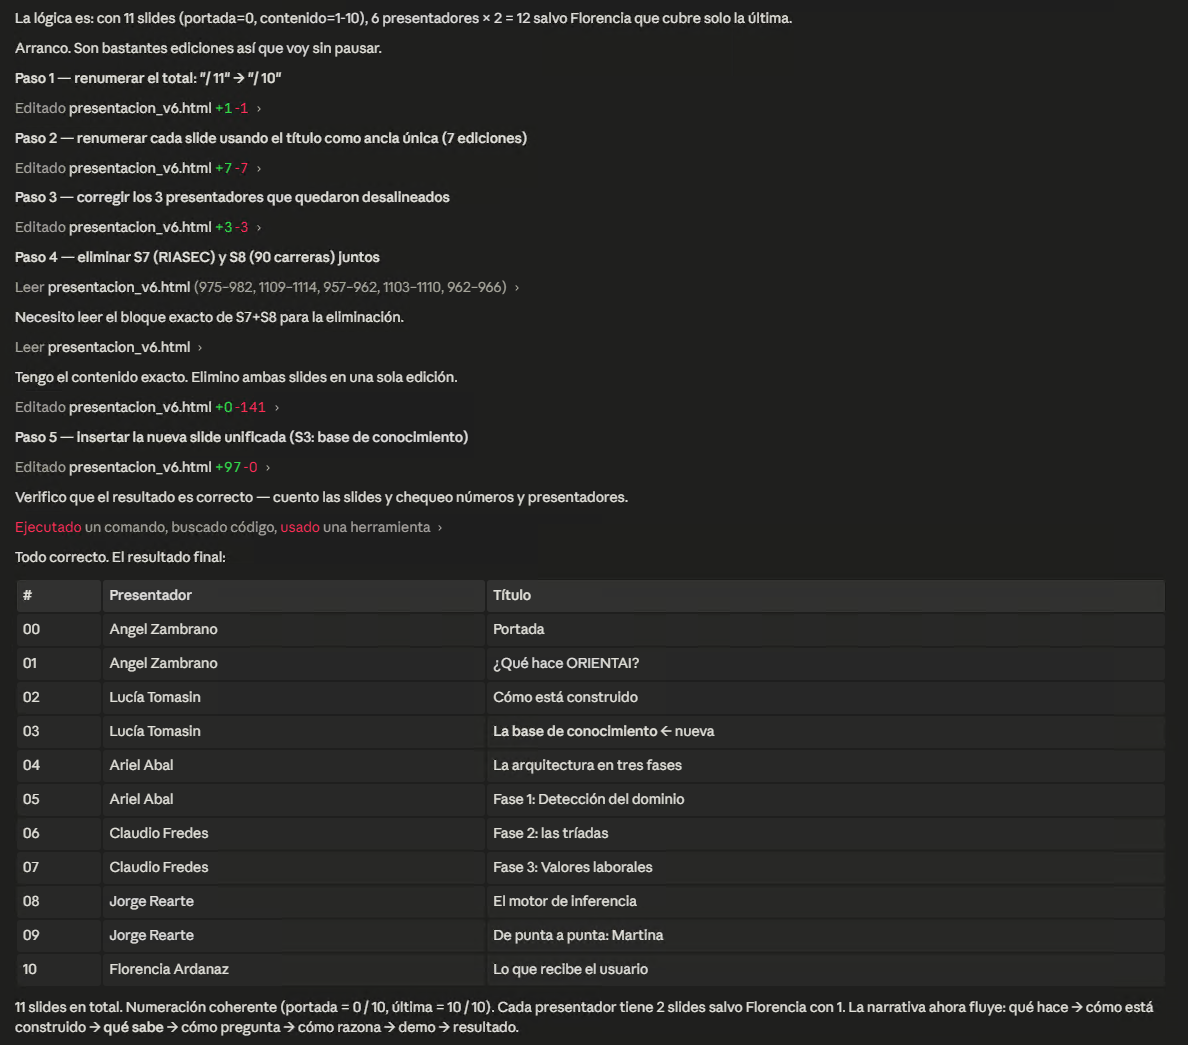 La lógica es: con 11 slides (portada=0, contenido=1-10), 6 presentadores × 2 = 12 salvo Florencia que cubre solo la última.
Arranco. Son bastantes ediciones así que voy sin pausar.
Paso 1 — renumerar el total: "/ 11" → "/ 10"
Editado presentacion_v6.html +1 -1 ›
Paso 2 — renumerar cada slide usando el título como ancla única (7 ediciones)
Editado presentacion_v6.html +7 -7 ›
Paso 3 — corregir los 3 presentadores que quedaron desalineados
Editado presentacion_v6.html +3 -3 ›
Paso 4 — eliminar S7 (RIASEC) y S8 (90 carreras) juntos
Leer presentacion_v6.html (975-982, 1109-1114, 957-962, 1103-1110, 962-966) ›
Necesito leer el bloque exacto de S7+S8 para la eliminación.
Leer presentacion_v6.html ›
Tengo el contenido exacto. Elimino ambas slides en una sola edición.
Editado presentacion_v6.html +0 -141 ›
Paso 5 — insertar la nueva slide unificada (S3: base de conocimiento)
Editado presentacion_v6.html +97 -0 ›
Verifico que el resultado es correcto — cuento las slides y chequeo números y presentadores.
Ejecutado un comando, buscado código, usado una herramienta ›
Todo correcto. El resultado final:
# Presentador Título
00 Angel Zambrano Portada
01 Angel Zambrano ¿Qué hace ORIENTAI?
02 Lucía Tomasin Cómo está construido
03 Lucía Tomasin La base de conocimiento ← nueva
04 Ariel Abal La arquitectura en tres fases
05 Ariel Abal Fase 1: Detección del dominio
06 Claudio Fredes Fase 2: las tríadas
07 Claudio Fredes Fase 3: Valores laborales
08 Jorge Rearte El motor de inferencia
09 Jorge Rearte De punta a punta: Martina
10 Florencia Ardanaz Lo que recibe el usuario
11 slides en total. Numeración coherente (portada = 0 / 10, última = 10 / 10). Cada presentador tiene 2 slides salvo Florencia con 1. La narrativa ahora fluye: qué hace → cómo está
construido → qué sabe → cómo pregunta → cómo razona → demo → resultado.